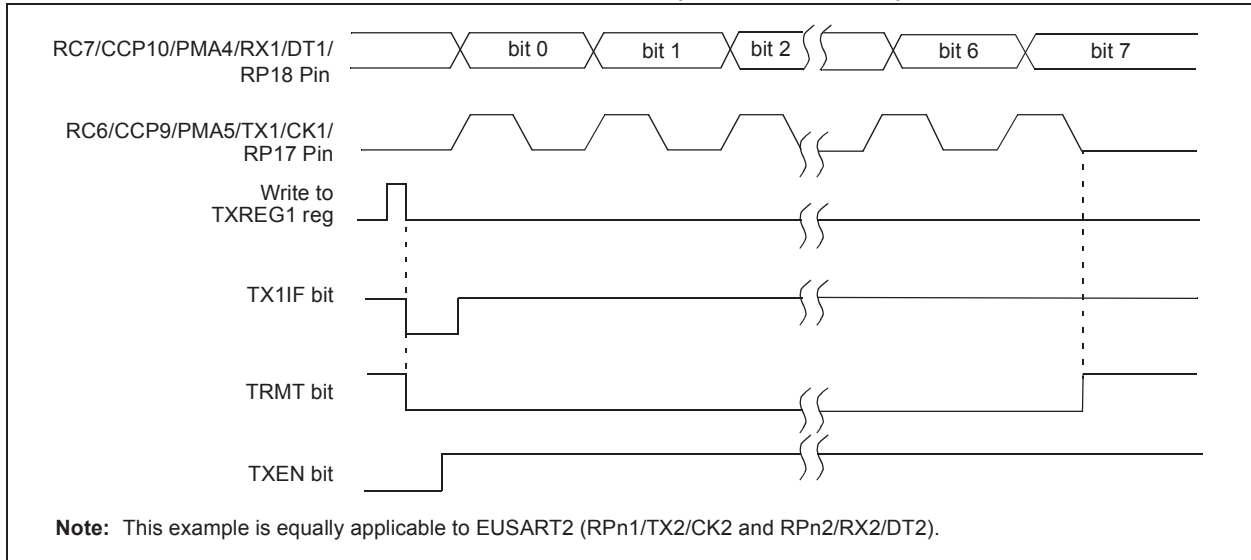 RC7/CCP10/PMA4/RX1/DT1/
RP18 Pin
bit 0 bit 1 bit 2 bit 6 bit 7
RC6/CCP9/PMA5/TX1/CK1/
RP17 Pin
Write to
TXREG1 reg
TX1IF bit
TRMT bit
TXEN bit
Note: This example is equally applicable to EUSART2 (RPn1/TX2/CK2 and RPn2/RX2/DT2).